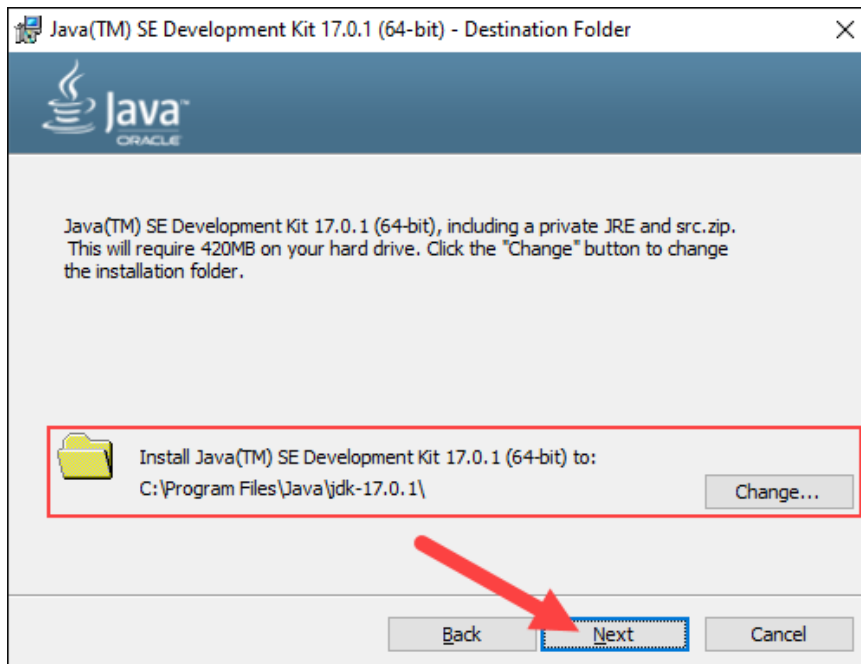 Java(TM) SE Development Kit 17.0.1 (64-bit) - Destination Folder
Java™
ORACLE
Java(TM) SE Development Kit 17.0.1 (64-bit), including a private JRE and src.zip.
This will require 420MB on your hard drive. Click the "Change" button to change
the installation folder.
Install Java(TM) SE Development Kit 17.0.1 (64-bit) to:
C:\Program Files\Java\jdk-17.0.1\
Change...
Back
Next
Cancel